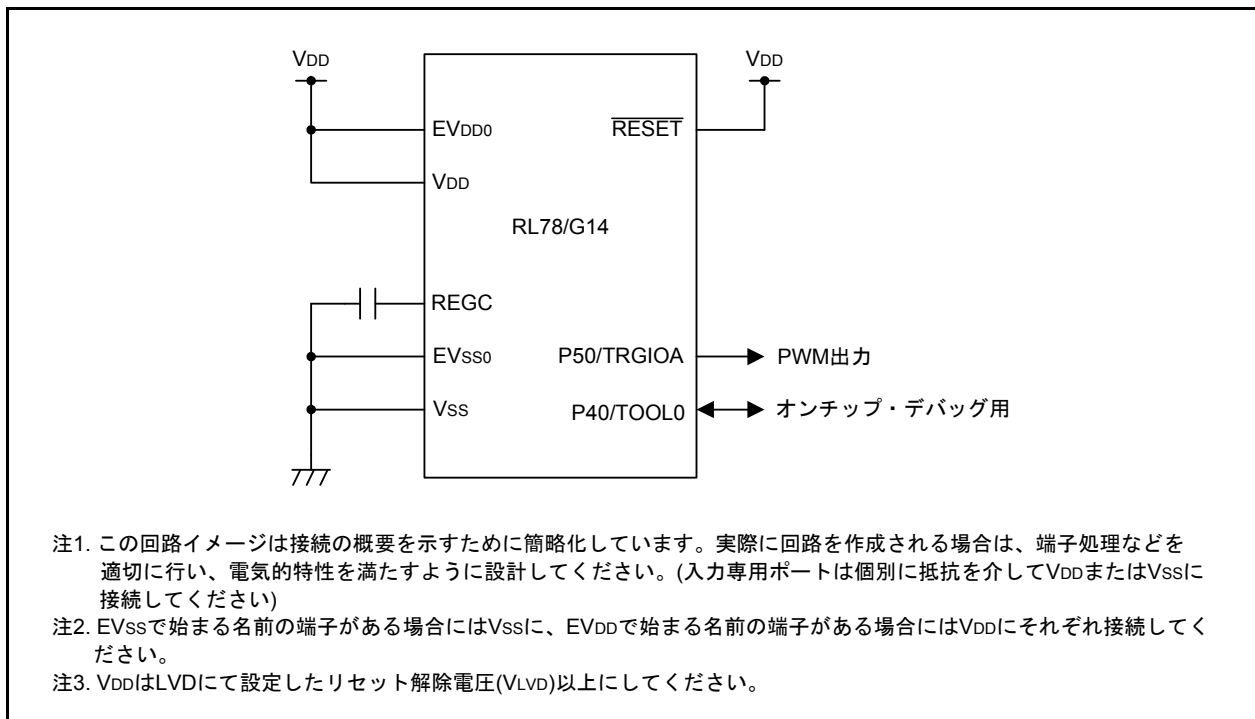 VDD
VDD
EVDD0
RESET
VDD
RL78/G14
REGC
EVSS0
P50/TRGIOA
PWM出力
VSS
P40/TOOL0
オンチップ・デバッグ用
注1. この回路イメージは接続の概要を示すために簡略化しています。実際に回路を作成される場合は、端子処理などを
適切に行い、電気的特性を満たすように設計してください。(入力専用ポートは個別に抵抗を介してVDDまたはVSSに
接続してください)
注2. EVSSで始まる名前の端子がある場合にはVSSに、EVDDで始まる名前の端子がある場合にはVDDにそれぞれ接続してく
ださい。
注3. VDDはLVDにて設定したリセット解除電圧(VLVD)以上にしてください。